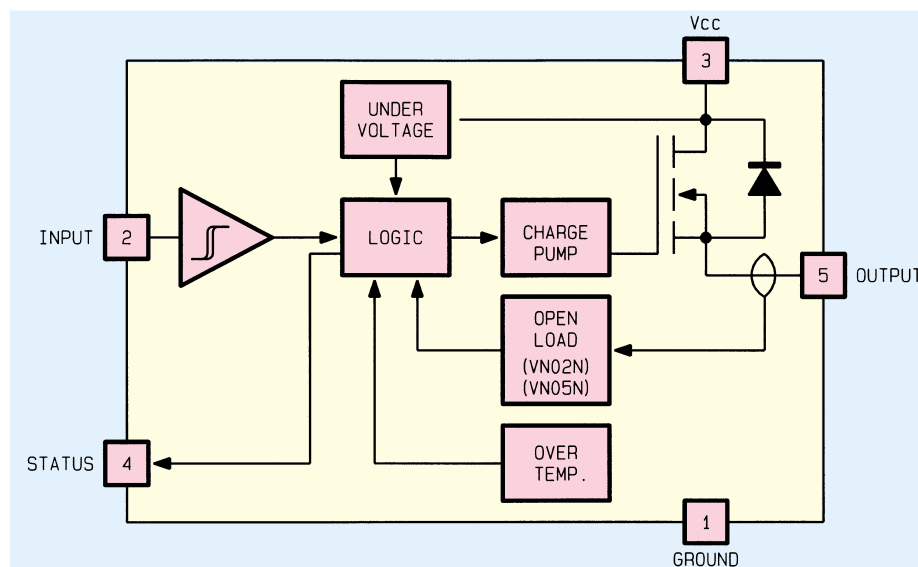 Vcc
3
UNDER
VOLTAGE
INPUT
2
LOGIC
CHARGE
PUMP
5
OUTPUT
OPEN
LOAD
(VN02N)
(VN05N)
STATUS
4
OVER
TEMP.
1
GROUND